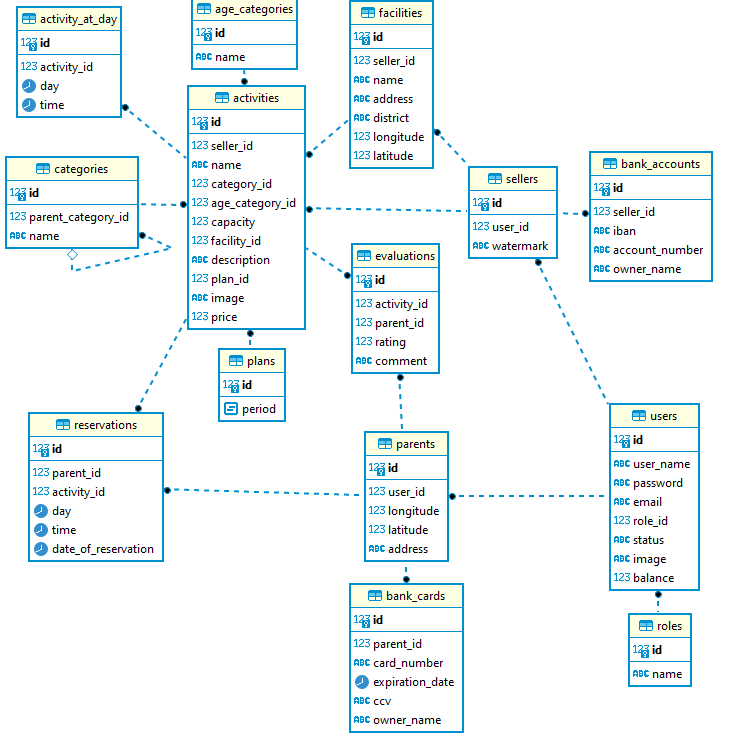 activity_at_day
123 id
123 activity_id
day
time
age_categories
123 id
ABC name
facilities
123 id
123 seller_id
ABC name
ABC address
ABC district
123 longitude
123 latitude
activities
123 id
123 seller_id
ABC name
123 category_id
123 age_category_id
123 capacity
123 facility_id
ABC description
123 plan_id
ABC image
123 price
categories
123 id
123 parent_category_id
ABC name
sellers
123 id
123 user_id
ABC watermark
bank_accounts
123 id
123 seller_id
ABC iban
ABC account_number
ABC owner_name
evaluations
123 id
123 activity_id
123 parent_id
123 rating
ABC comment
plans
123 id
period
reservations
123 id
123 parent_id
123 activity_id
day
time
date_of_reservation
parents
123 id
123 user_id
123 longitude
123 latitude
ABC address
users
123 id
ABC user_name
ABC password
ABC email
123 role_id
ABC status
ABC image
123 balance
bank_cards
123 id
123 parent_id
ABC card_number
expiration_date
ABC ccv
ABC owner_name
roles
123 id
ABC name